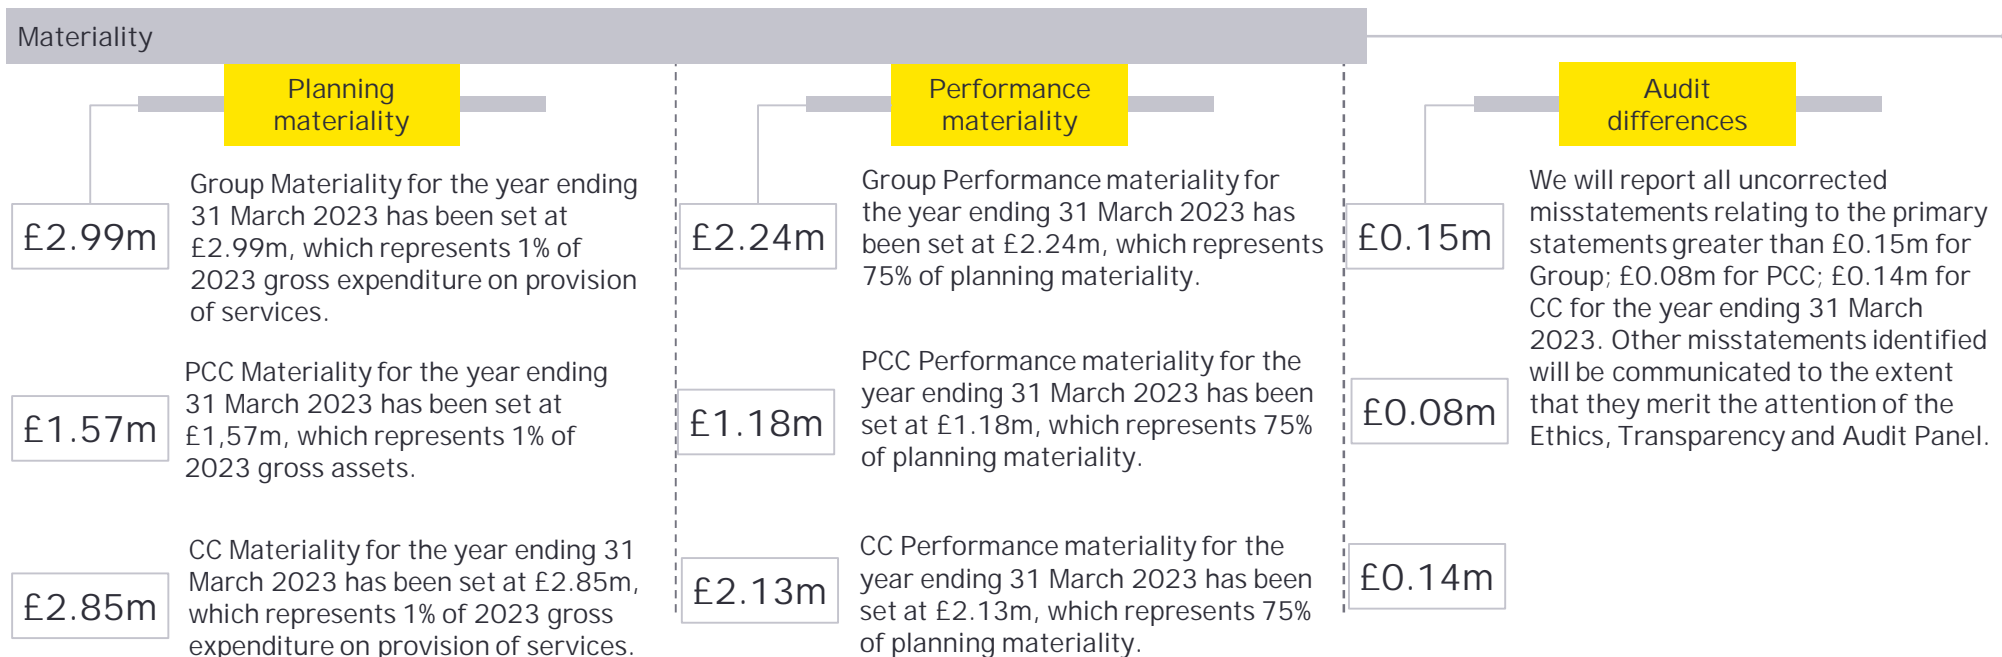 Materiality
Planning
materiality
£2.99m
Group Materiality for the year ending
31 March 2023 has been set at
£2.99m, which represents 1% of
2023 gross expenditure on provision
of services.
£1.57m
PCC Materiality for the year ending
31 March 2023 has been set at
£1,57m, which represents 1% of
2023 gross assets.
£2.85m
CC Materiality for the year ending 31
March 2023 has been set at £2.85m,
which represents 1% of 2023 gross
expenditure on provision of services.
Performance
materiality
£2.24m
Group Performance materiality for
the year ending 31 March 2023 has
been set at £2.24m, which represents
75% of planning materiality.
£1.18m
PCC Performance materiality for the
year ending 31 March 2023 has been
set at £1.18m, which represents 75%
of planning materiality.
£2.13m
CC Performance materiality for the
year ending 31 March 2023 has been
set at £2.13m, which represents 75%
of planning materiality.
Audit
differences
£0.15m
£0.08m
£0.14m
We will report all uncorrected
misstatements relating to the primary
statements greater than £0.15m for
Group; £0.08m for PCC; £0.14m for
CC for the year ending 31 March
2023. Other misstatements identified
will be communicated to the extent
that they merit the attention of the
Ethics, Transparency and Audit Panel.